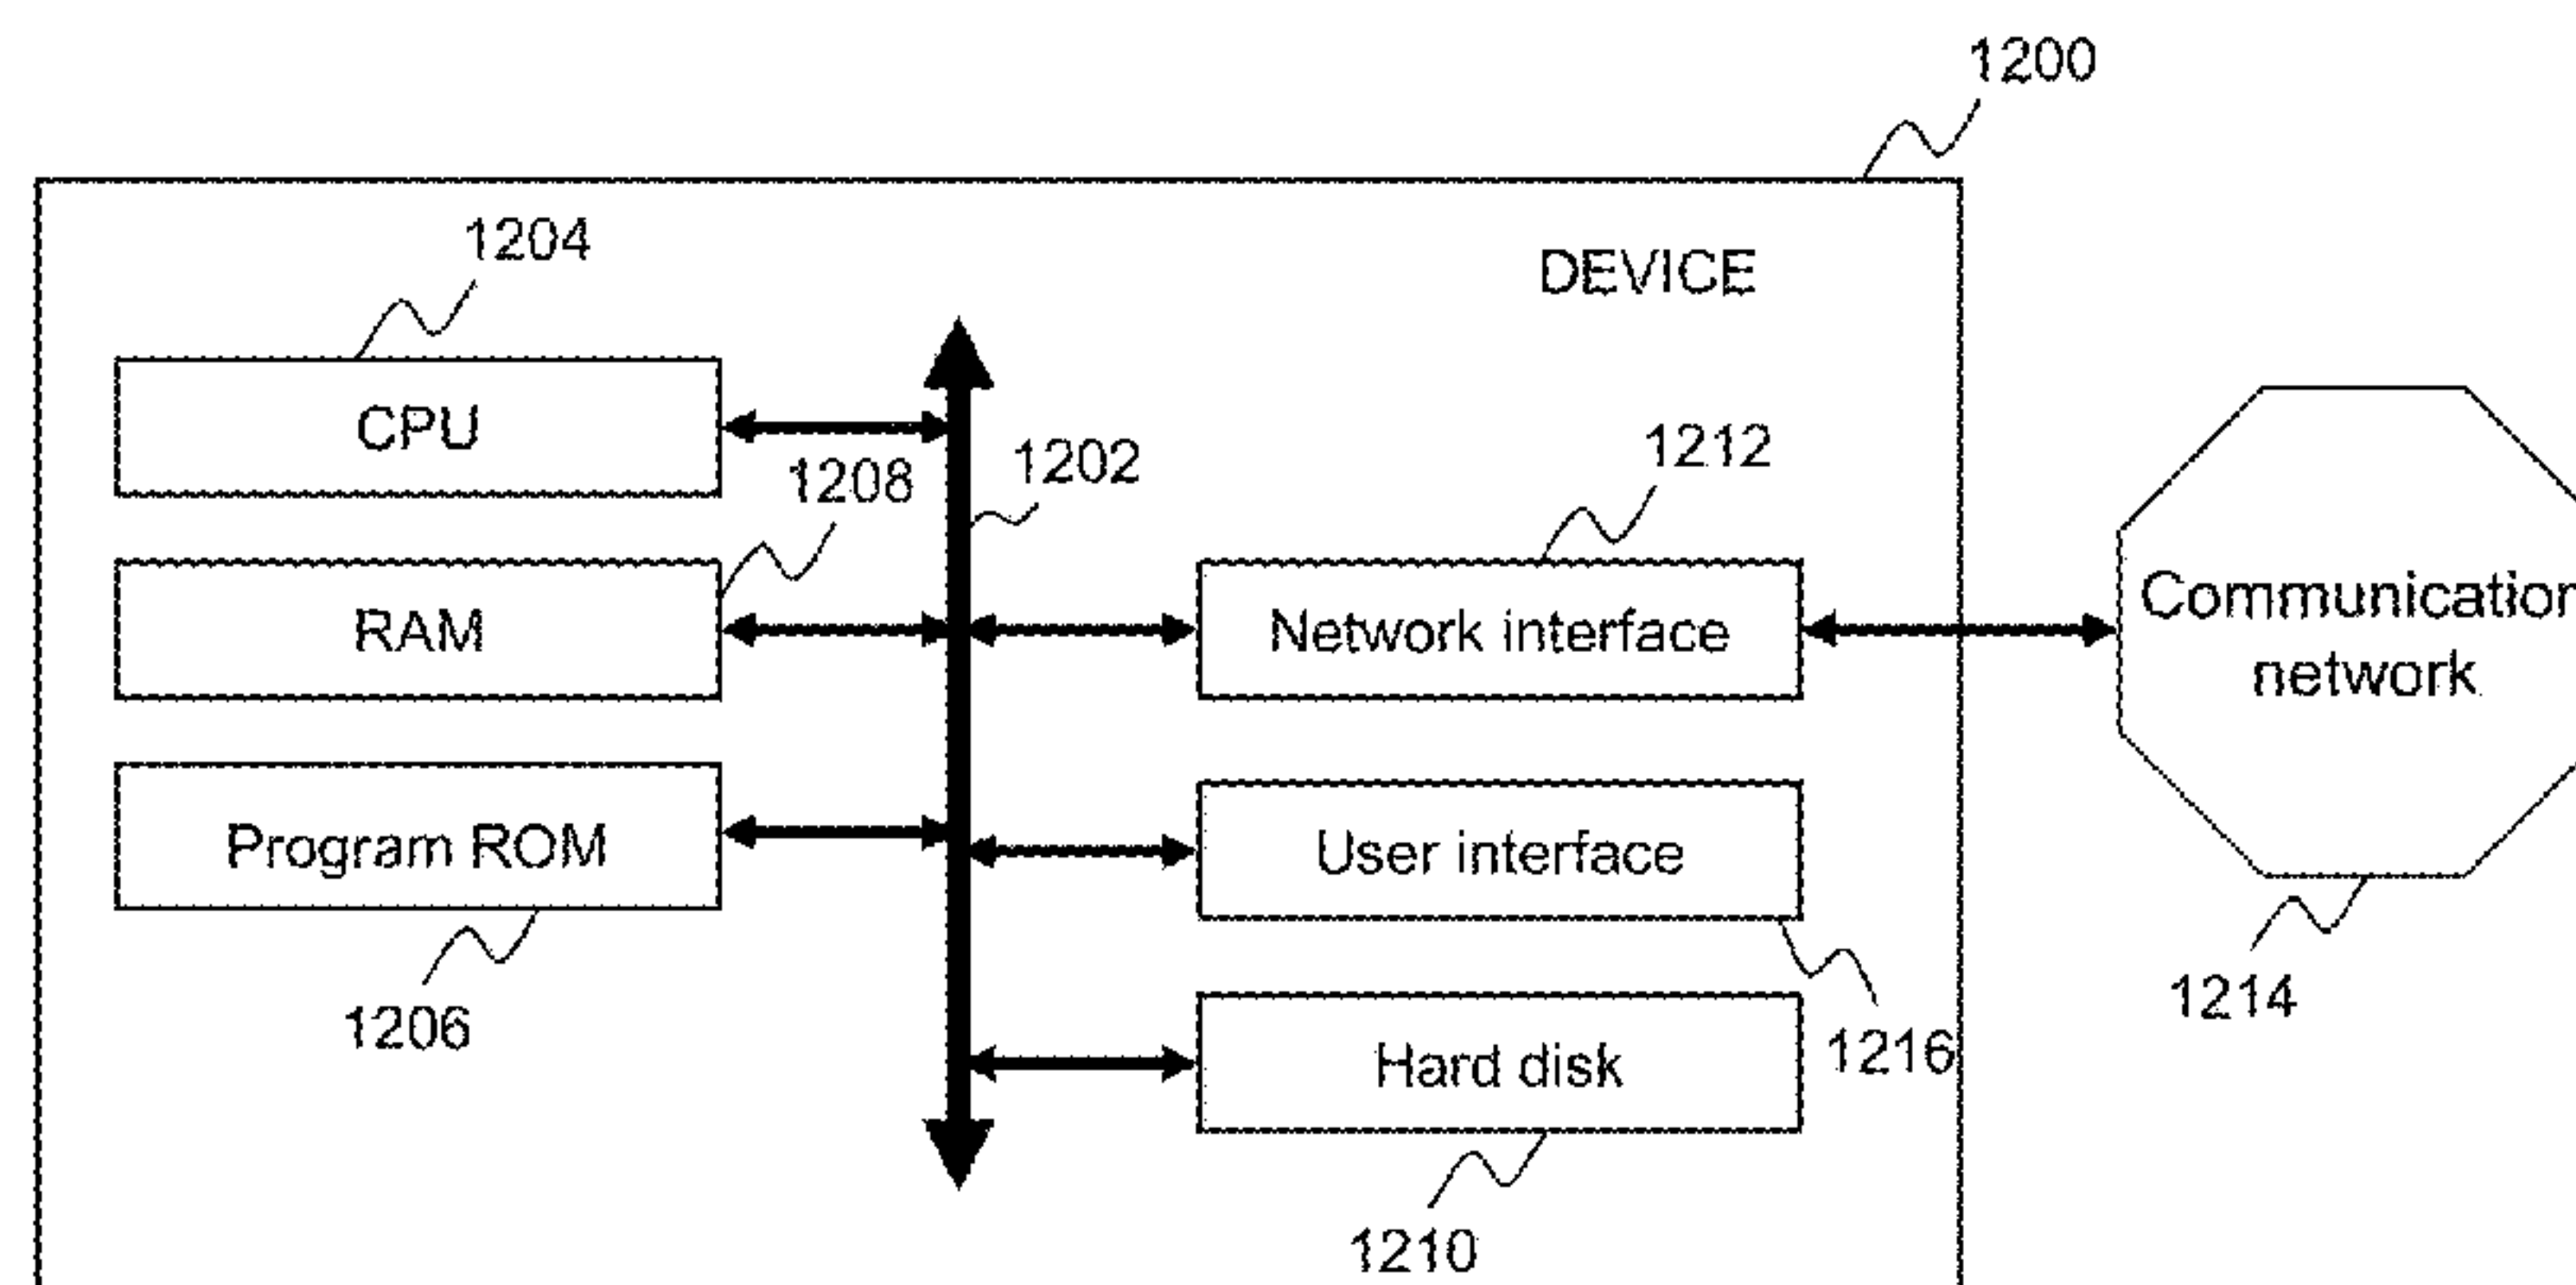 1200
DEVICE
1204
CPU
1208
1202
1212
RAM
Network interface
Communication
network
Program ROM
User interface
1206
1216
1214
Hard disk
1210